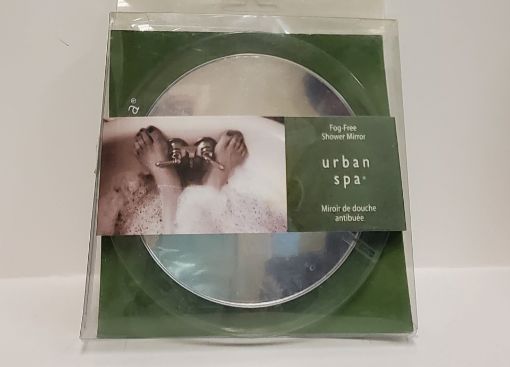 Fog-Free
Shower Mirror
urban
spa®
Miroir de douche
antibuée
a®